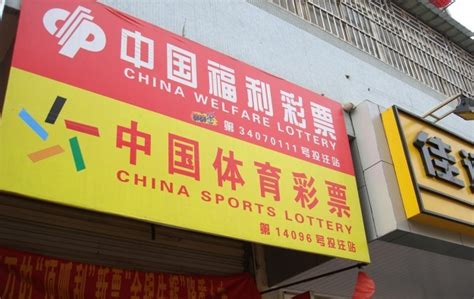 中国福利彩票
CHINA WELFARE LOTTERY
第 34070111 号投注站
中国体育彩票
CHINA SPORTS LOTTERY
第 14096 号投注站
佳